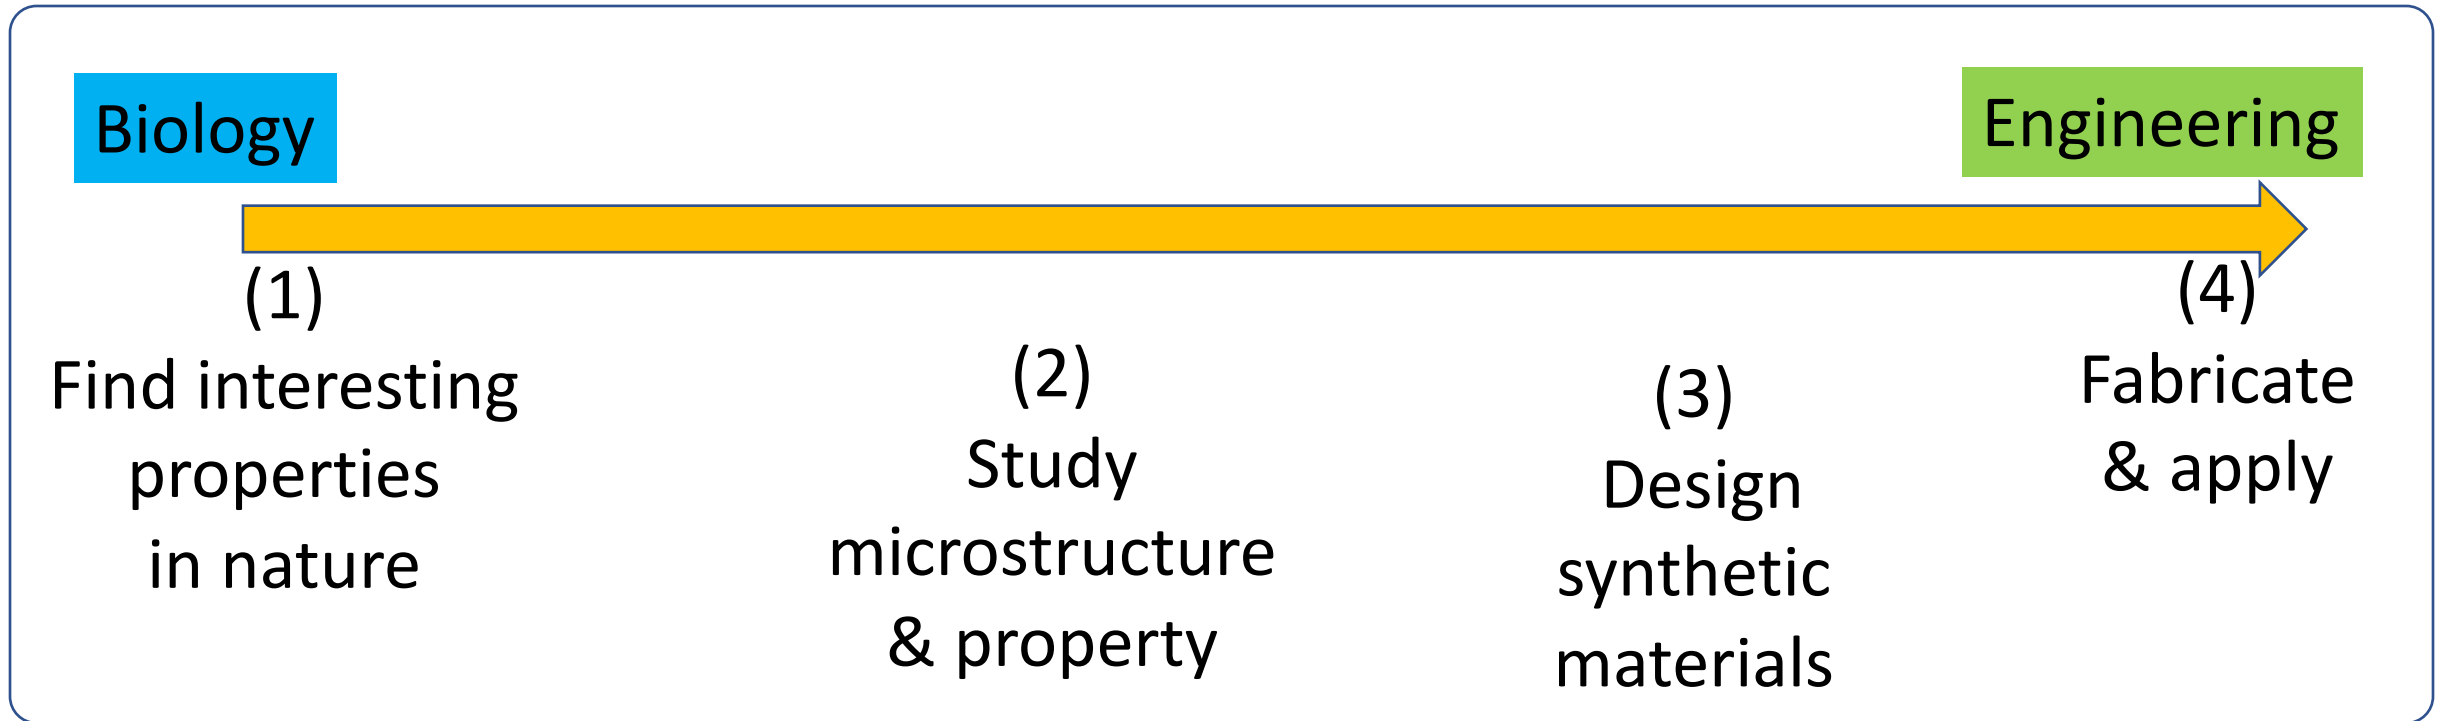 Biology
Engineering
(1)
Find interesting
properties
in nature
(2)
Study
microstructure
& property
(3)
Design
synthetic
materials
(4)
Fabricate
& apply